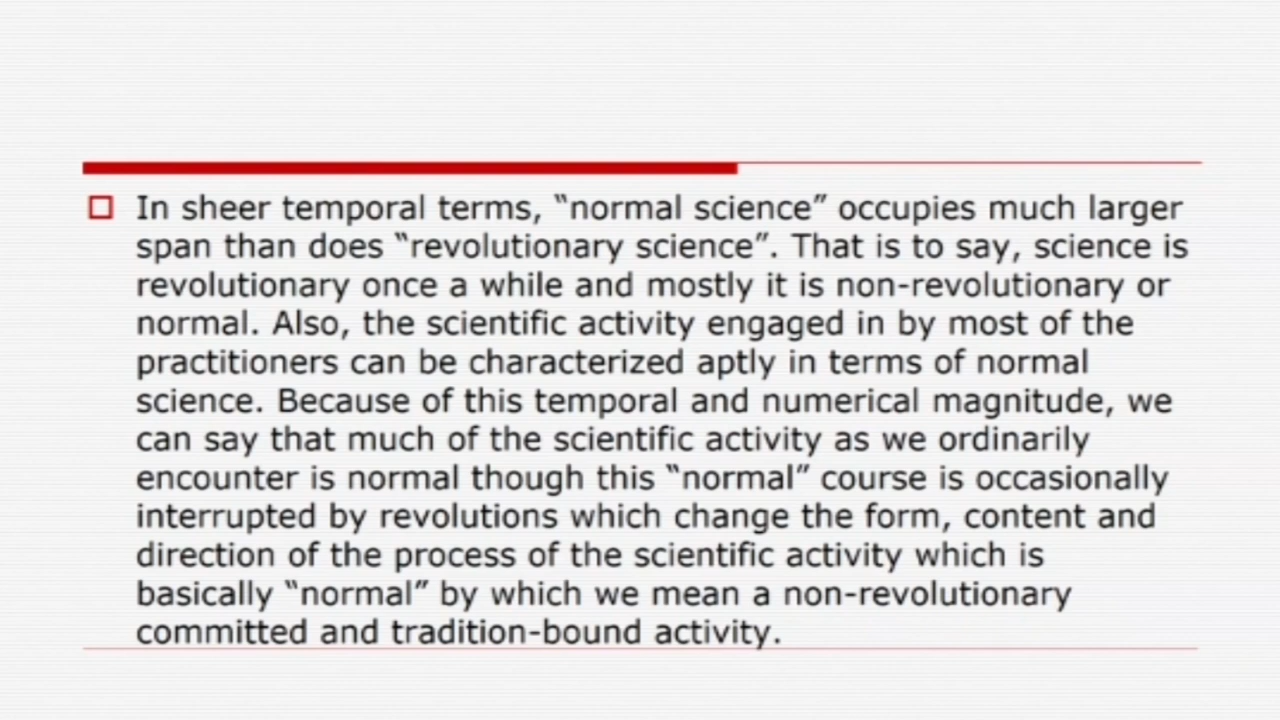 In sheer temporal terms, “normal science” occupies much larger
span than does “revolutionary science”. That is to say, science is
revolutionary once a while and mostly it is non-revolutionary or
normal. Also, the scientific activity engaged in by most of the
practitioners can be characterized aptly in terms of normal
science. Because of this temporal and numerical magnitude, we
can say that much of the scientific activity as we ordinarily
encounter is normal though this “normal” course is occasionally
interrupted by revolutions which change the form, content and
direction of the process of the scientific activity which is
basically “normal” by which we mean a non-revolutionary
committed and tradition-bound activity.